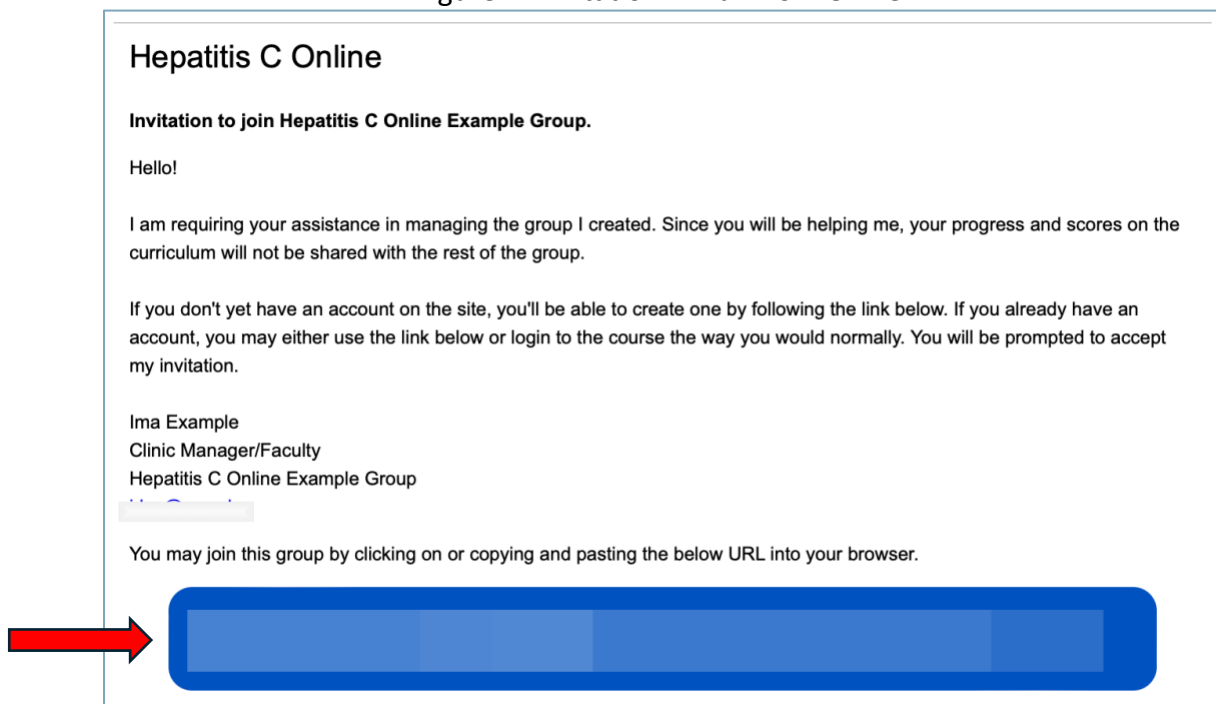 Hepatitis C Online
Invitation to join Hepatitis C Online Example Group.
Hello!
I am requiring your assistance in managing the group I created. Since you will be helping me, your progress and scores on the
curriculum will not be shared with the rest of the group.
If you don't yet have an account on the site, you'll be able to create one by following the link below. If you already have an
account, you may either use the link below or login to the course the way you would normally. You will be prompted to accept
my invitation.
Ima Example
Clinic Manager/Faculty
Hepatitis C Online Example Group
You may join this group by clicking on or copying and pasting the below URL into your browser.